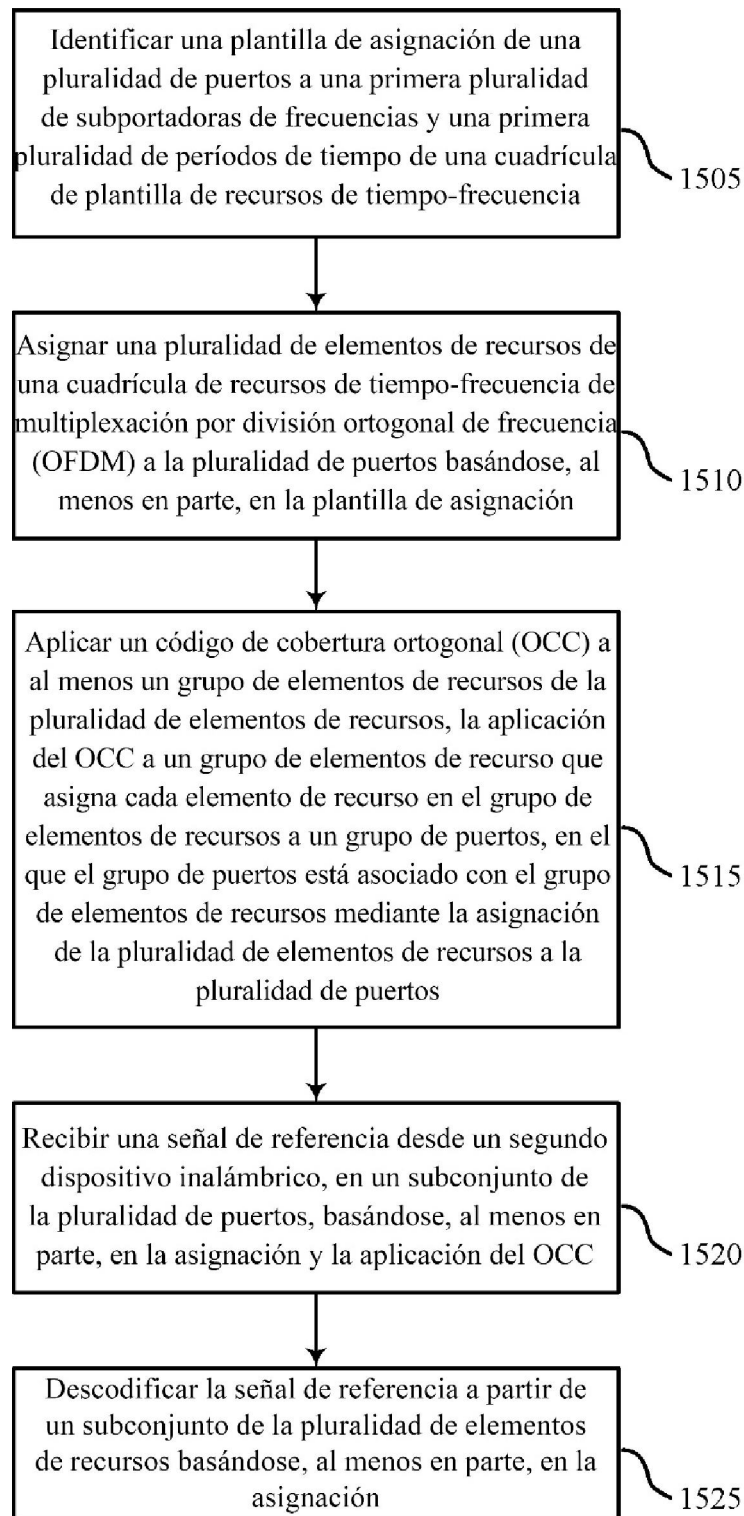 Identificar una plantilla de asignación de una
pluralidad de puertos a una primera pluralidad
de subportadoras de frecuencias y una primera
pluralidad de períodos de tiempo de una cuadrícula
de plantilla de recursos de tiempo-frecuencia
1505
Asignar una pluralidad de elementos de recursos de
una cuadrícula de recursos de tiempo-frecuencia de
multiplexación por división ortogonal de frecuencia
(OFDM) a la pluralidad de puertos basándose, al
menos en parte, en la plantilla de asignación
1510
Aplicar un código de cobertura ortogonal (OCC) a
al menos un grupo de elementos de recursos de la
pluralidad de elementos de recursos, la aplicación
del OCC a un grupo de elementos de recurso que
asigna cada elemento de recurso en el grupo de
elementos de recursos a un grupo de puertos, en el
que el grupo de puertos está asociado con el grupo
de elementos de recursos mediante la asignación
de la pluralidad de elementos de recursos a la
pluralidad de puertos
1515
Recibir una señal de referencia desde un segundo
dispositivo inalámbrico, en un subconjunto de
la pluralidad de puertos, basándose, al menos en
parte, en la asignación y la aplicación del OCC
1520
Descodificar la señal de referencia a partir de
un subconjunto de la pluralidad de elementos
de recursos basándose, al menos en parte, en la
asignación
1525